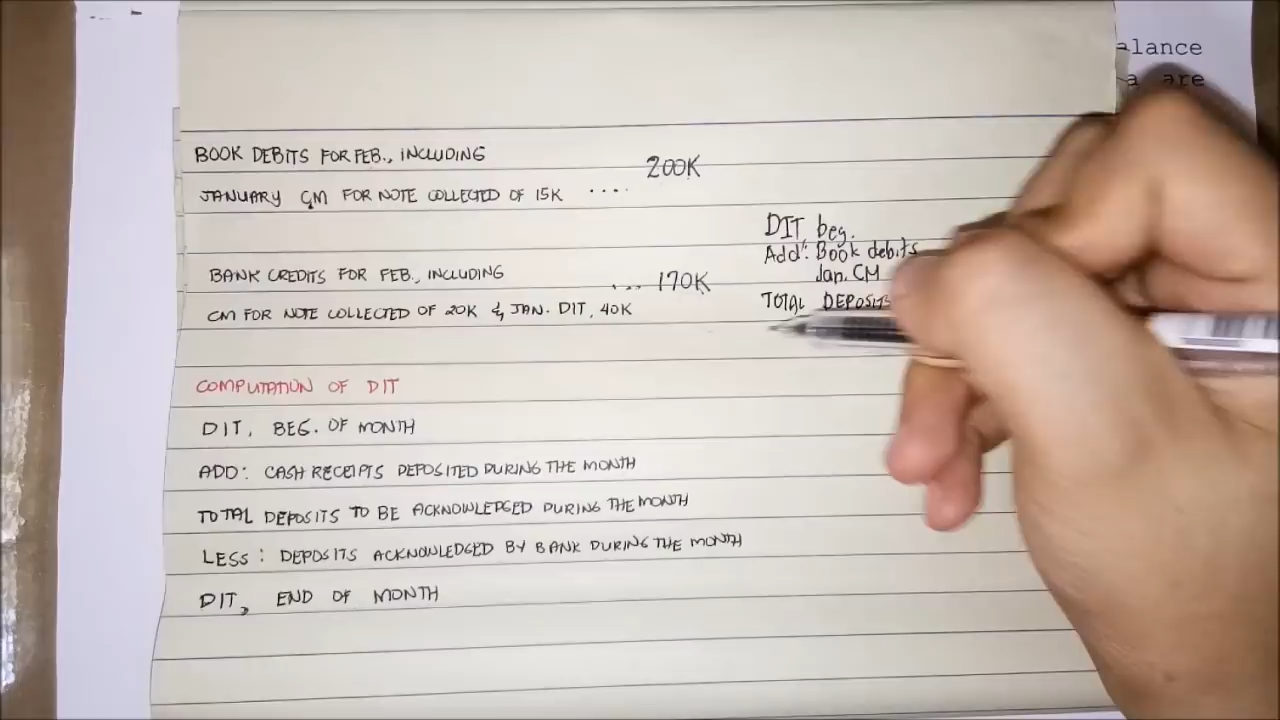 alance
a are
BOOK DEBITS FOR FEB., INCLUDING
JANUARY CM FOR NOTE COLLECTED OF 15K ....
200K
BANK CREDITS FOR FEB., INCLUDING
CM FOR NOTE COLLECTED OF 20K & JAN. DIT, 40K
... 170K
DIT beg.
Add: Book debits
Jan. CM
TOTAL DEPOSITS
COMPUTATION OF DIT
DIT, BEG. OF MONTH
ADD: CASH RECEIPTS DEPOSITED DURING THE MONTH
TOTAL DEPOSITS TO BE ACKNOWLEDGED DURING THE MONTH
LESS: DEPOSITS ACKNOWLEDGED BY BANK DURING THE MONTH
DIT, END OF MONTH